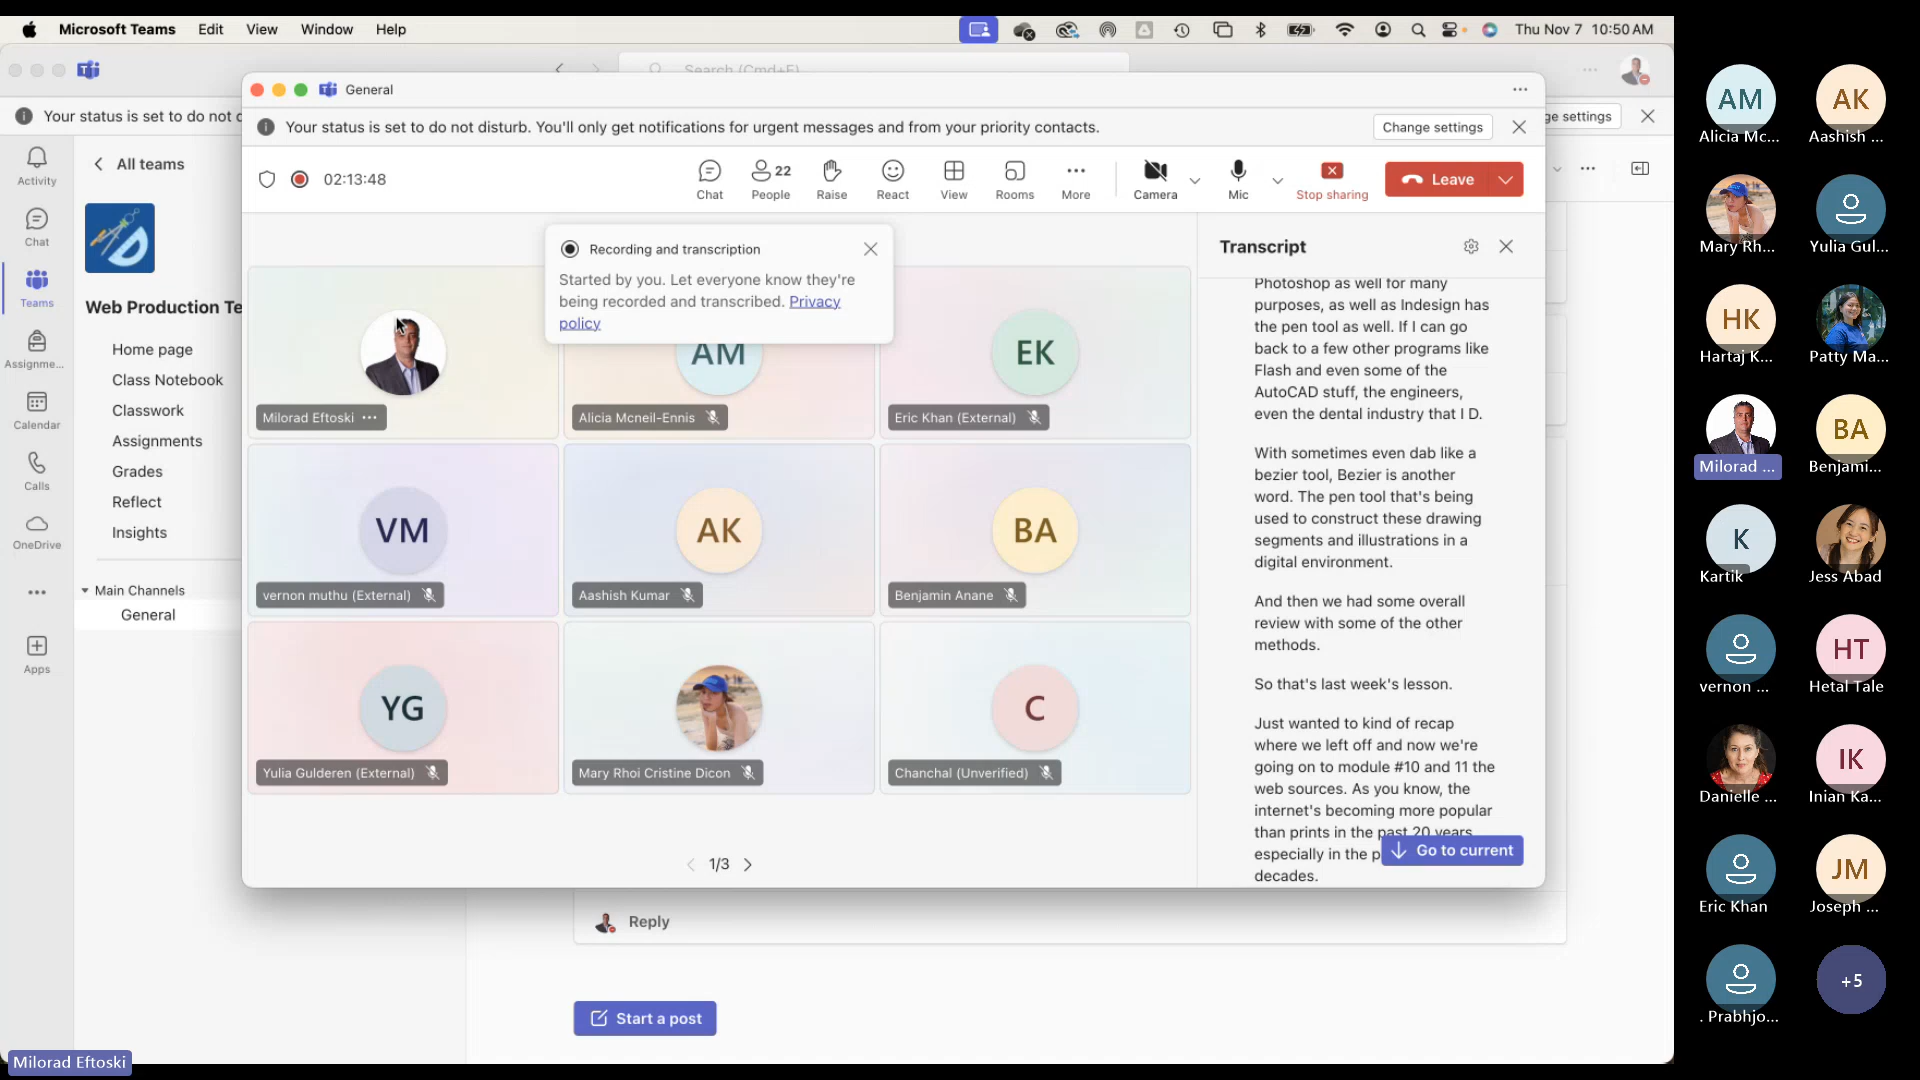 Microsoft Teams Edit View Window Help
Thu Nov 7 10:50 AM
Search (Cmd+E)
General
Your status is set to do not d
ge settings
Your status is set to do not disturb. You'll only get notifications for urgent messages and from your priority contacts.
Change settings
02:13:48
Chat
22
People
Raise
React
View
Rooms
More
Camera
Mic
Stop sharing
Leave
Activity
Chat
Teams
Assignme...
Calendar
Calls
OneDrive
Apps
All teams
Web Production Te
Home page
Class Notebook
Classwork
Assignments
Grades
Reflect
Insights
Main Channels
General
Recording and transcription
Started by you. Let everyone know they're
being recorded and transcribed. Privacy
policy
Milorad Eftoski
AM
Alicia Mcneil-Ennis
EK
Eric Khan (External)
VM
vernon muthu (External)
AK
Aashish Kumar
BA
Benjamin Anane
YG
Yulia Gulderen (External)
Mary Rhoi Cristine Dicon
C
Chanchal (Unverified)
1/3
Transcript
Photoshop as well for many
purposes, as well as Indesign has
the pen tool as well. If I can go
back to a few other programs like
Flash and even some of the
AutoCAD stuff, the engineers,
even the dental industry that I D.
With sometimes even dab like a
bezier tool, Bezier is another
word. The pen tool that's being
used to construct these drawing
segments and illustrations in a
digital environment.
And then we had some overall
review with some of the other
methods.
So that's last week's lesson.
Just wanted to kind of recap
where we left off and now we're
going on to module #10 and 11 the
web sources. As you know, the
internet's becoming more popular
than prints in the past 20 years
especially in the p
decades.
Go to current
Reply
Start a post
Milorad Eftoski
AM
Alicia Mc...
AK
Aashish ...
Mary Rh...
Yulia Gul...
HK
Hartaj K...
Patty Ma...
Milorad ...
BA
Benjami...
K
Kartik
Jess Abad
vernon ...
HT
Hetal Tale
Danielle ...
IK
Inian Ka...
Eric Khan
JM
Joseph ...
. Prabhjo...
+5